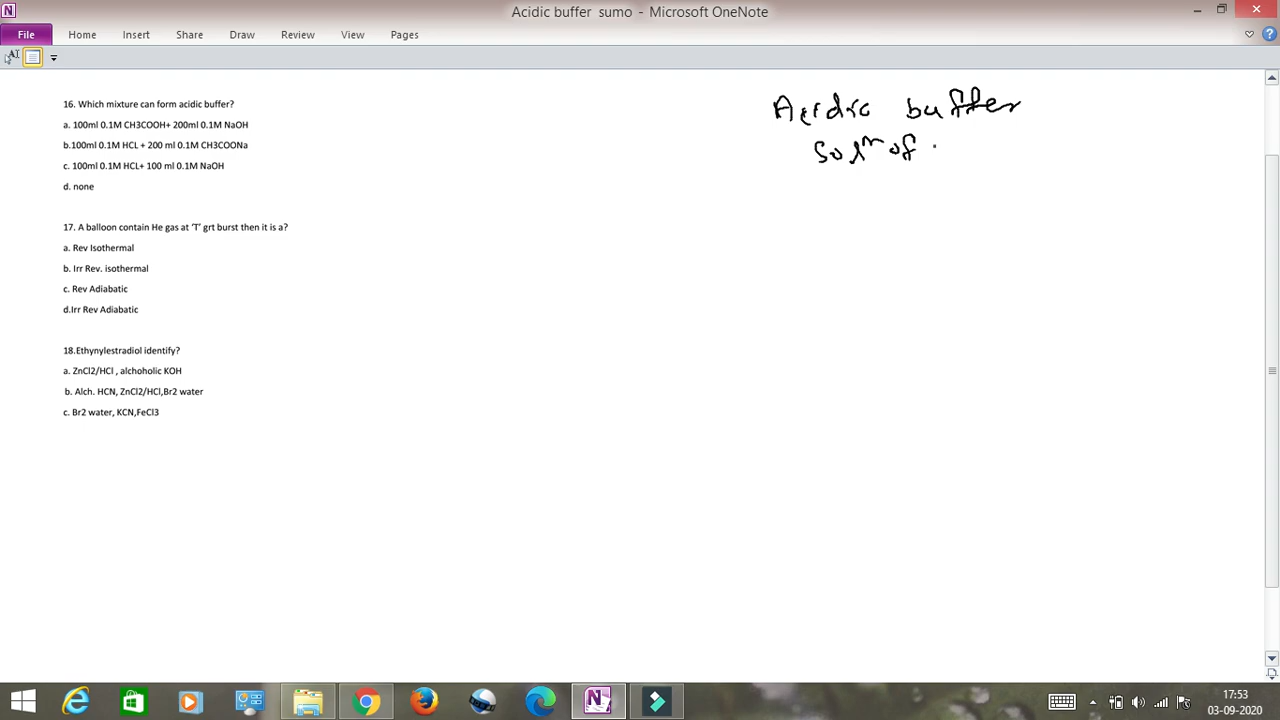 Acidic buffer sumo - Microsoft OneNote
File Home Insert Share Draw Review View Pages
16. Which mixture can form acidic buffer?
a. 100ml 0.1M CH3COOH+ 200ml 0.1M NaOH
b.100ml 0.1M HCL + 200 ml 0.1M CH3COONa
c. 100ml 0.1M HCL+ 100 ml 0.1M NaOH
d. none
17. A balloon contain He gas at ‘T’ grt burst then it is a?
a. Rev Isothermal
b. Irr Rev. isothermal
c. Rev Adiabatic
d.Irr Rev Adiabatic
18.Ethynylestradiol identify?
a. ZnCl2/HCl , alchoholic KOH
b. Alch. HCN, ZnCl2/HCl,Br2 water
c. Br2 water, KCN,FeCl3
Acidic buffer
Solⁿ of
17:53
03-09-2020